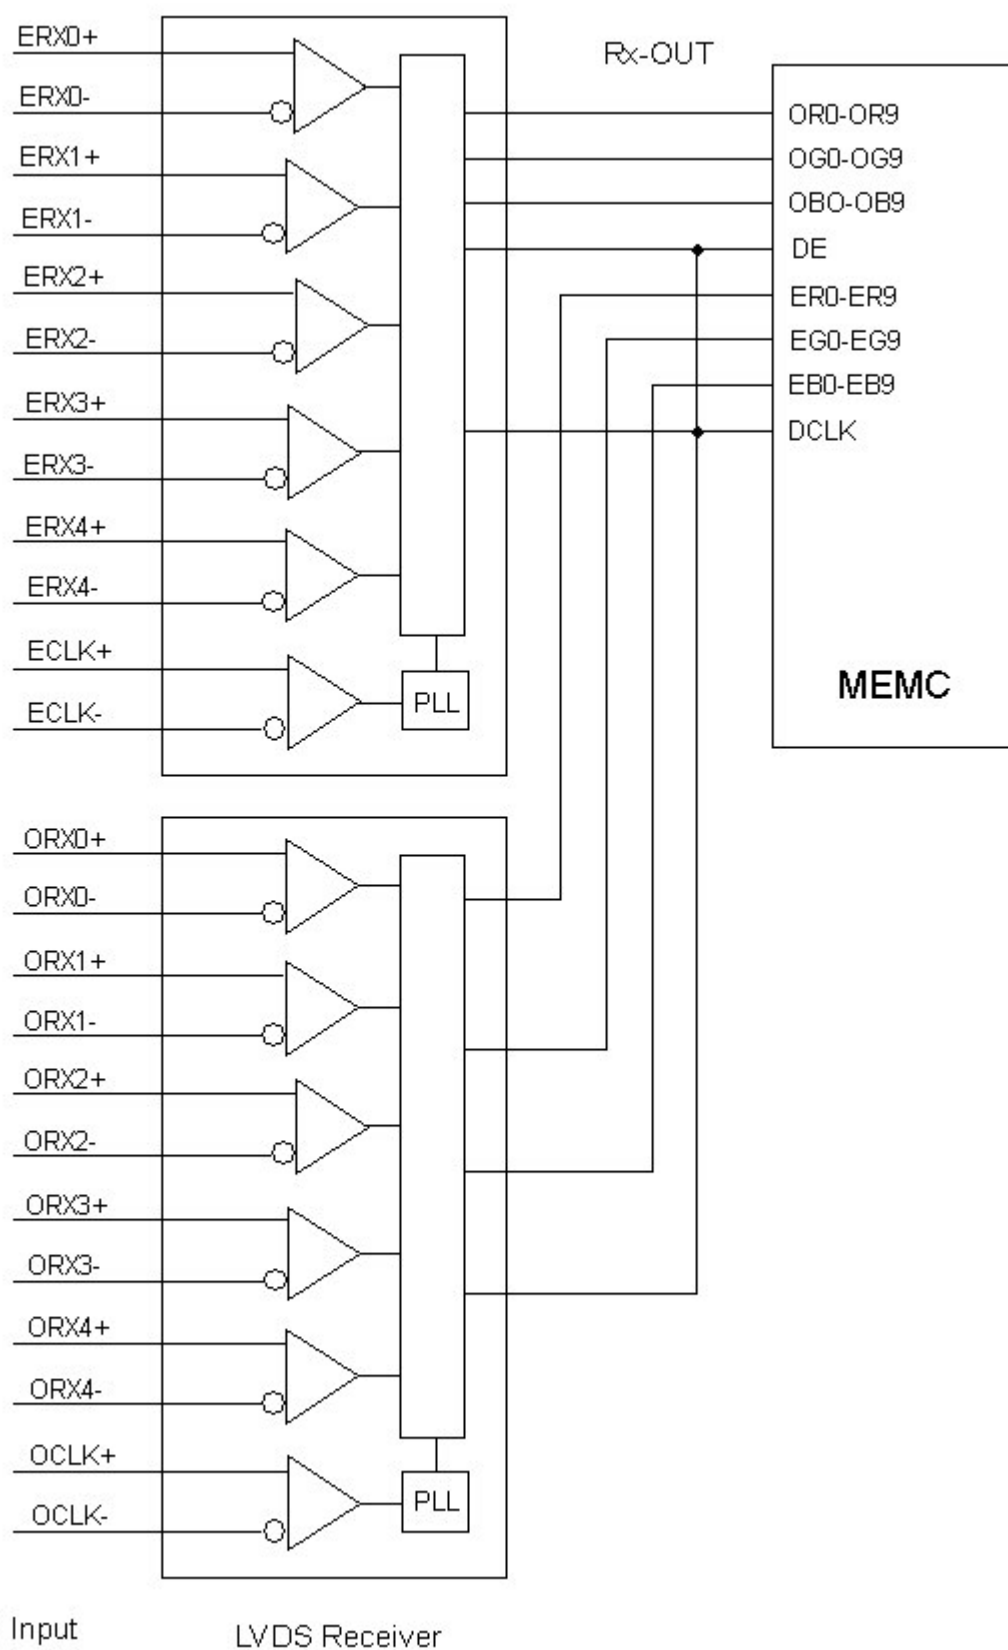 ERX0+
ERX0-
ERX1+
ERX1-
ERX2+
ERX2-
ERX3+
ERX3-
ERX4+
ERX4-
ECLK+
ECLK-
PLL
Rx-OUT
OR0-OR9
OG0-OG9
OBO-OB9
DE
ER0-ER9
EG0-EG9
EB0-EB9
DCLK
MEMC
ORX0+
ORX0-
ORX1+
ORX1-
ORX2+
ORX2-
ORX3+
ORX3-
ORX4+
ORX4-
OCLK+
OCLK-
PLL
Input
LVDS Receiver